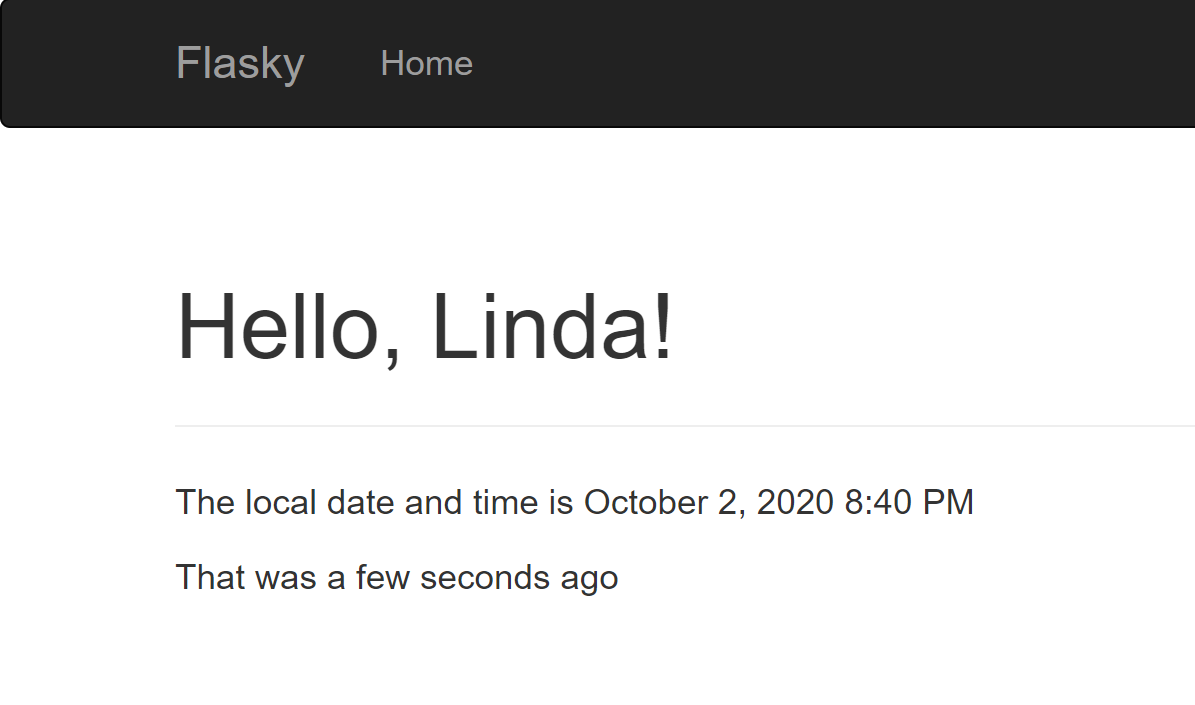 Flasky Home
Hello, Linda!
The local date and time is October 2, 2020 8:40 PM
That was a few seconds ago